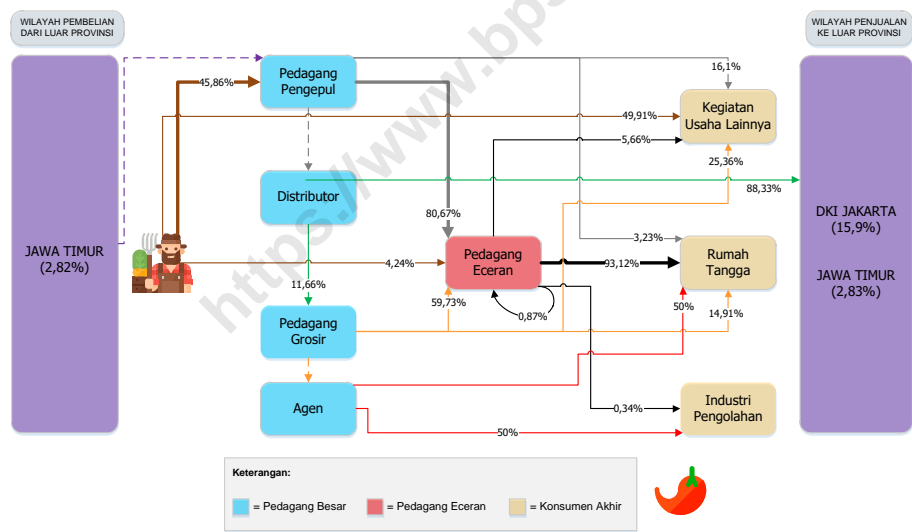 WILAYAH PEMBELIAN
DARI LUAR PROVINSI
WILAYAH PENJUALAN
KE LUAR PROVINSI
https://www.bps
JAWA TIMUR
(2,82%)
45,86%
Pedagang
Pengepul
16,1%
Kegiatan
Usaha Lainnya
49,91%
5,66%
25,36%
Distributor
88,33%
80,67%
DKI JAKARTA
(15,9%)
JAWA TIMUR
(2,83%)
4,24%
Pedagang
Eceran
3,23%
93,12%
Rumah
Tangga
11,66%
59,73%
0,87%
50%
14,91%
Pedagang
Grosir
Agen
0,34%
50%
Industri
Pengolahan
Keterangan:
= Pedagang Besar
= Pedagang Eceran
= Konsumen Akhir